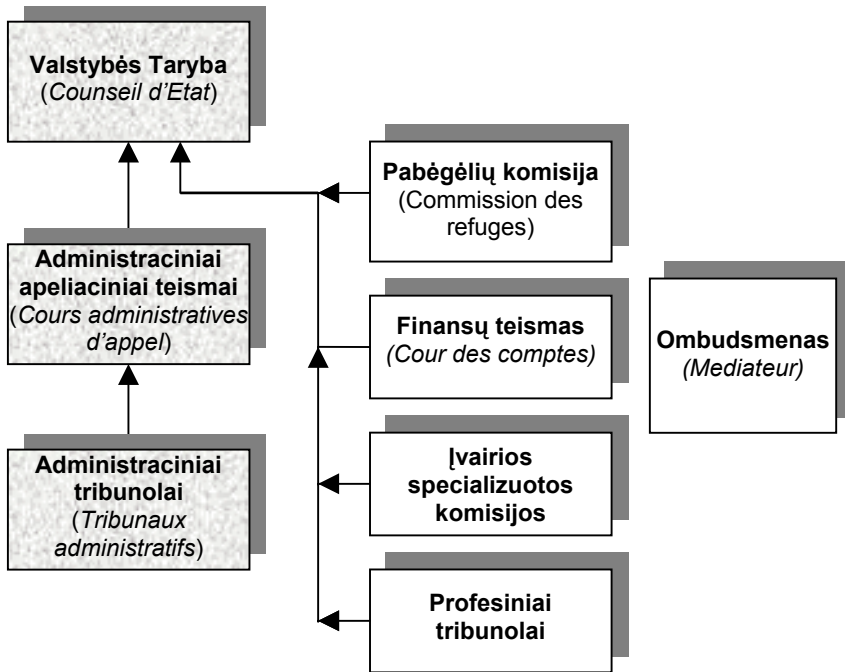 Valstybės Taryba
(Counseil d’Etat)
Administraciniai
apeliaciniai teismai
(Cours administratives
d’appel)
Administraciniai
tribunolai
(Tribunaux
administratifs)
Pabėgėlių komisija
(Commission des
refuges)
Finansų teismas
(Cour des comptes)
Įvairios
specializuotos
komisijos
Profesiniai
tribunolai
Ombudsmenas
(Mediateur)